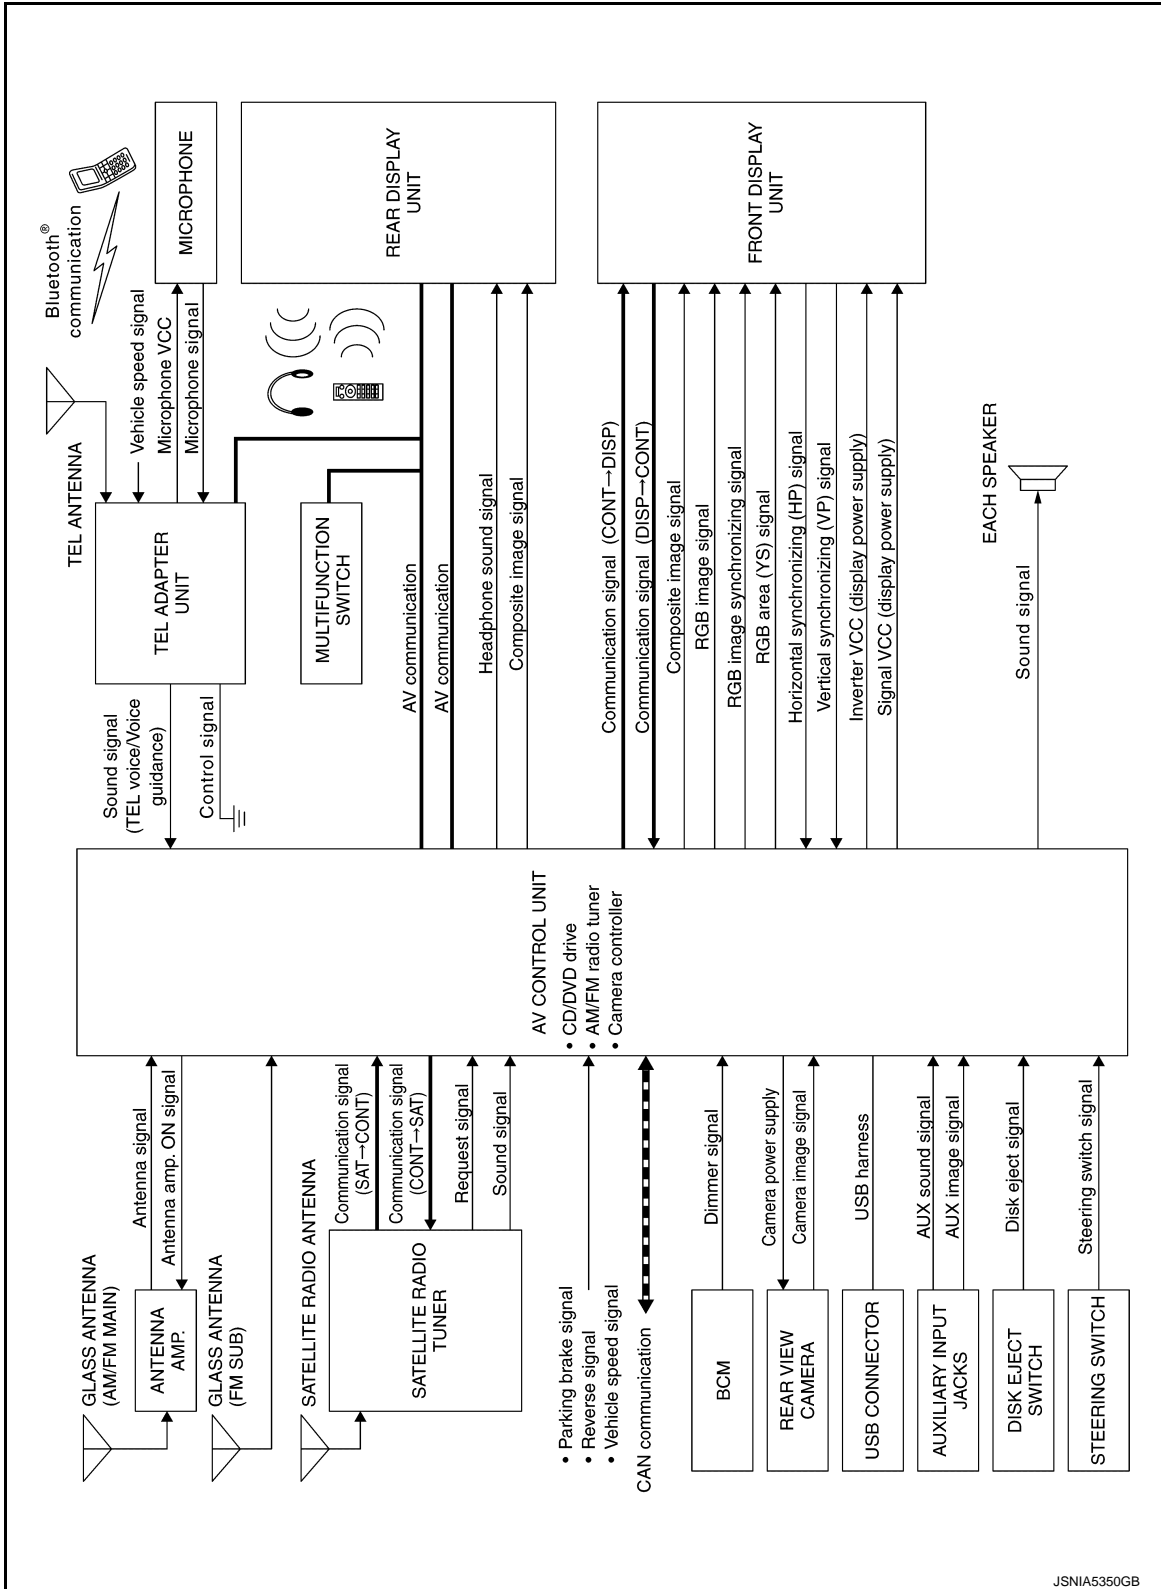 GLASS ANTENNA
(AM/FM MAIN)
ANTENNA
AMP.
Antenna signal
Antenna amp. ON signal
GLASS ANTENNA
(FM SUB)
SATELLITE RADIO ANTENNA
SATELLITE RADIO
TUNER
Communication signal
(SAT→CONT)
Communication signal
(CONT→SAT)
Request signal
Sound signal
• Parking brake signal
• Reverse signal
• Vehicle speed signal
CAN communication
BCM
Dimmer signal
REAR VIEW
CAMERA
Camera power supply
Camera image signal
USB CONNECTOR
USB harness
AUXILIARY INPUT
JACKS
AUX sound signal
AUX image signal
DISK EJECT
SWITCH
Disk eject signal
STEERING SWITCH
Steering switch signal
AV CONTROL UNIT
• CD/DVD drive
• AM/FM radio tuner
• Camera controller
Sound signal
(TEL voice/Voice
guidance)
Control signal
TEL ANTENNA
TEL ADAPTER
UNIT
Bluetooth®
communication
Vehicle speed signal
Microphone VCC
Microphone signal
MICROPHONE
MULTIFUNCTION
SWITCH
AV communication
AV communication
Headphone sound signal
Composite image signal
REAR DISPLAY
UNIT
Communication signal (CONT→DISP)
Communication signal (DISP→CONT)
Composite image signal
RGB image signal
RGB image synchronizing signal
RGB area (YS) signal
Horizontal synchronizing (HP) signal
Vertical synchronizing (VP) signal
Inverter VCC (display power supply)
Signal VCC (display power supply)
FRONT DISPLAY
UNIT
Sound signal
EACH SPEAKER
JSNIA5350GB